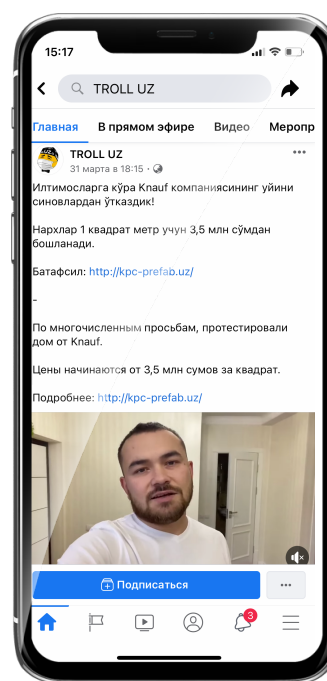 15:17
TROLL UZ
Главная В прямом эфире Видео Меропр
TROLL UZ
31 марта в 18:15 ·
Илтимосларга кўра Knauf компаниясининг уйини
синовлардан ўтказдик!
Нархлар 1 квадрат метр учун 3,5 млн сўмдан
бошланади.
Батафсил: http://kpc-prefab.uz/
-
По многочисленным просьбам, протестировали
дом от Knauf.
Цены начинаются от 3,5 млн сумов за квадрат.
Подробнее: http://kpc-prefab.uz/
Подписаться
3